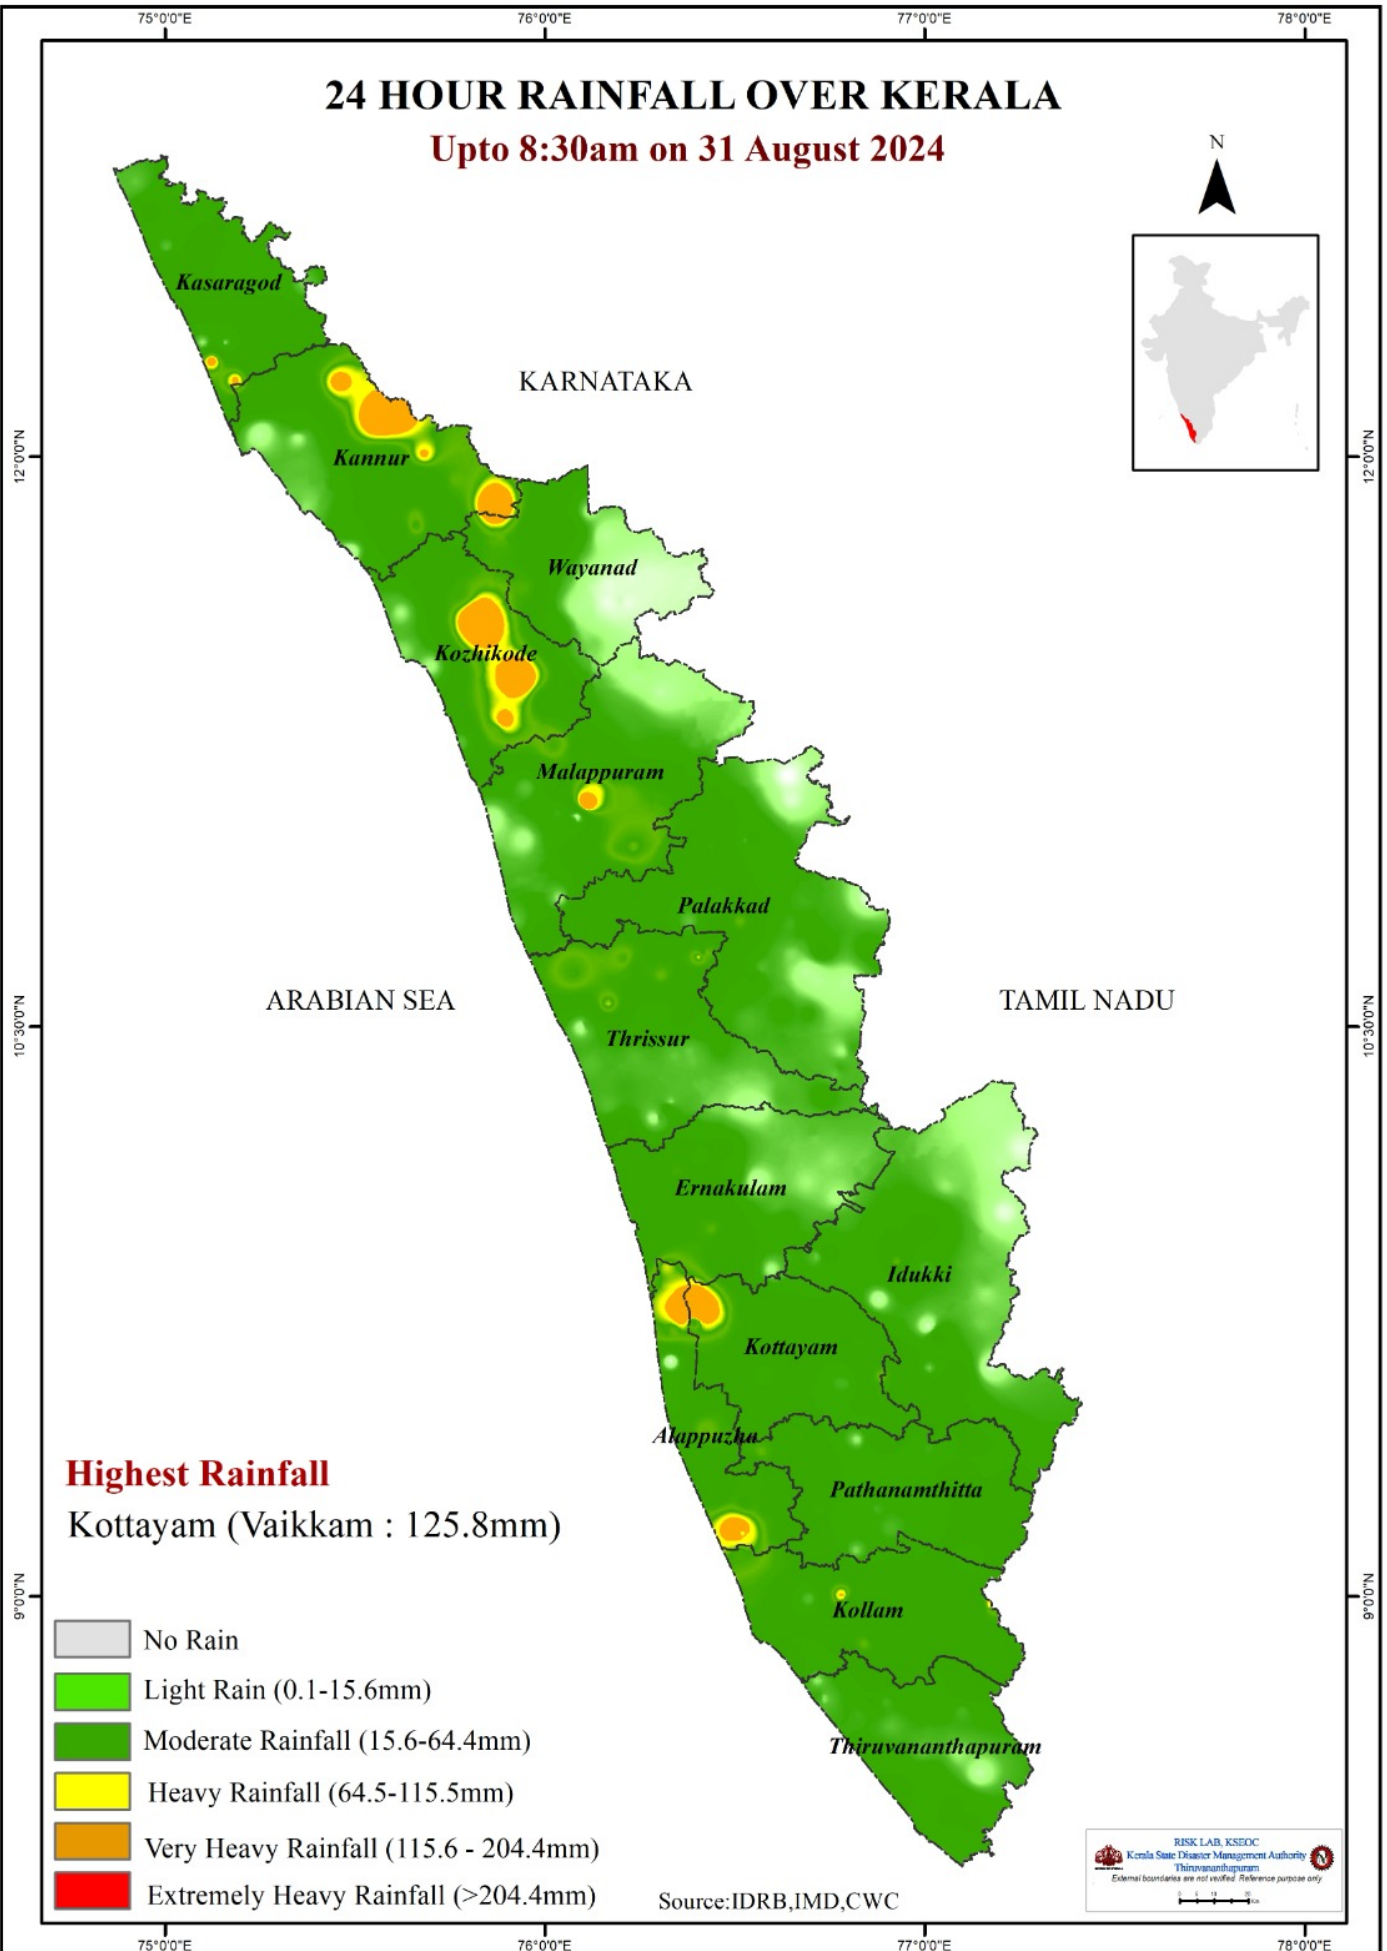 75°0'0"E 76°0'0"E 77°0'0"E 78°0'0"E
24 HOUR RAINFALL OVER KERALA
Upto 8:30am on 31 August 2024
N
Kasaragod
KARNATAKA
12°0'0"N
Kannur
12°0'0"N
Wayanad
Kozhikode
Malappuram
Palakkad
ARABIAN SEA
TAMIL NADU
10°30'0"N
10°30'0"N
Thrissur
Ernakulam
Idukki
Kottayam
Alappuzha
Pathanamthitta
Highest Rainfall
Kottayam (Vaikkam : 125.8mm)
9°0'0"N
9°0'0"N
Kollam
Thiruvananthapuram
No Rain
Light Rain (0.1-15.6mm)
Moderate Rainfall (15.6-64.4mm)
Heavy Rainfall (64.5-115.5mm)
Very Heavy Rainfall (115.6 - 204.4mm)
Extremely Heavy Rainfall (>204.4mm)
Source:IDRB,IMD,CWC
RISK LAB, KSEOC
Kerala State Disaster Management Authority
Thiruvananthapuram
External boundaries are not verified. Reference purpose only
75°0'0"E 76°0'0"E 77°0'0"E 78°0'0"E